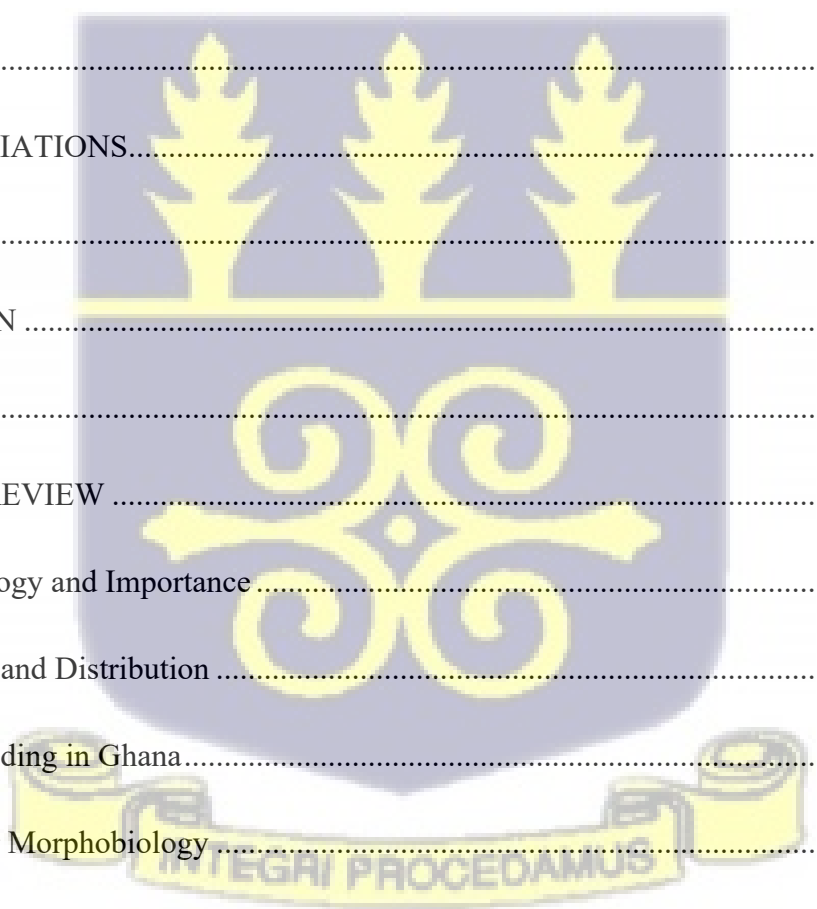 IATIONS
N
EVIEW
ogy and Importance
and Distribution
ding in Ghana
Morphobiology
INTEGRI PROCEDAMUS